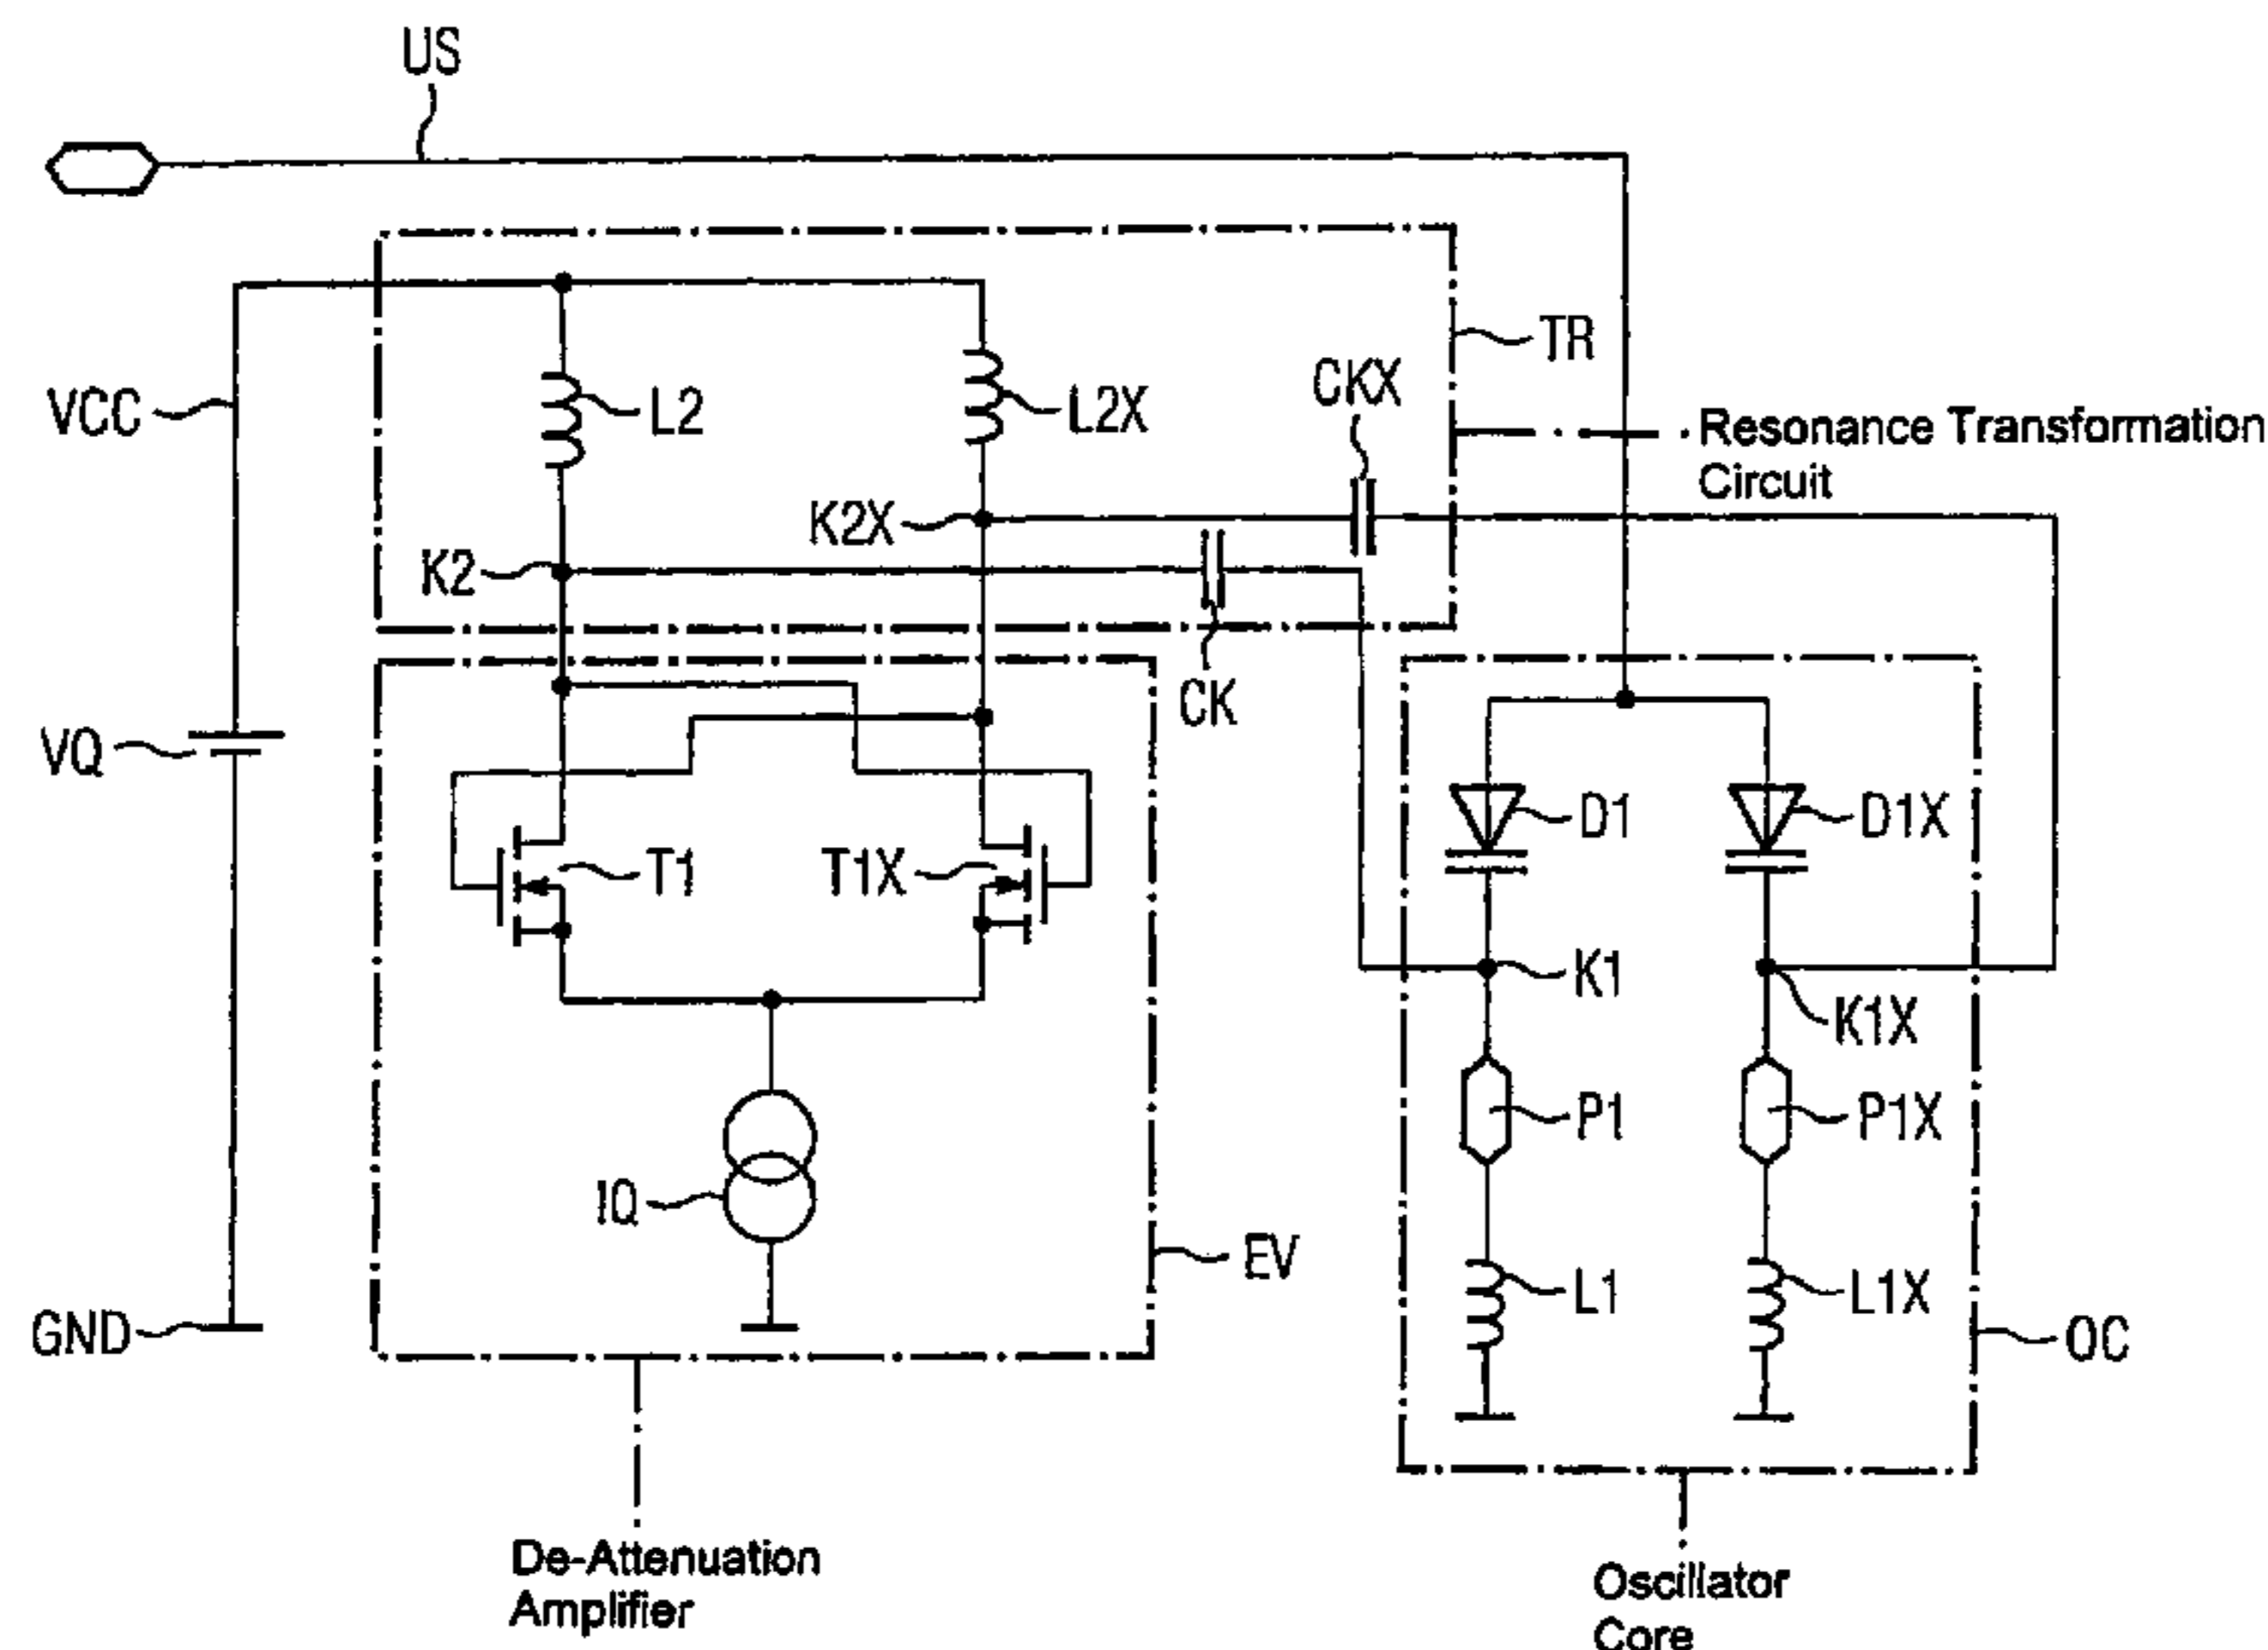 US
TR
VCC
L2
L2X
CKX
Resonance Transformation
Circuit
K2X
K2
CK
VQ
T1
T1X
D1
D1X
K1
K1X
P1
P1X
IQ
EV
L1
L1X
GND
OC
De-Attenuation
Amplifier
Oscillator
Core